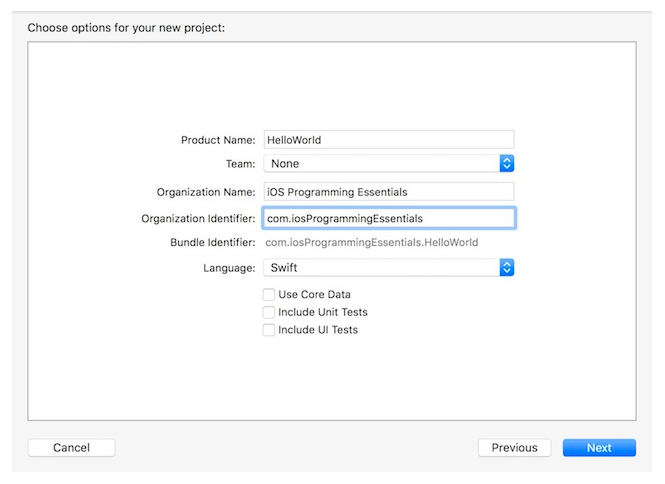 Choose options for your new project:
Product Name: HelloWorld
Team: None
Organization Name: iOS Programming Essentials
Organization Identifier: com.iosProgrammingEssentials
Bundle Identifier: com.iosProgrammingEssentials.HelloWorld
Language: Swift
Use Core Data
Include Unit Tests
Include UI Tests
Cancel Previous Next